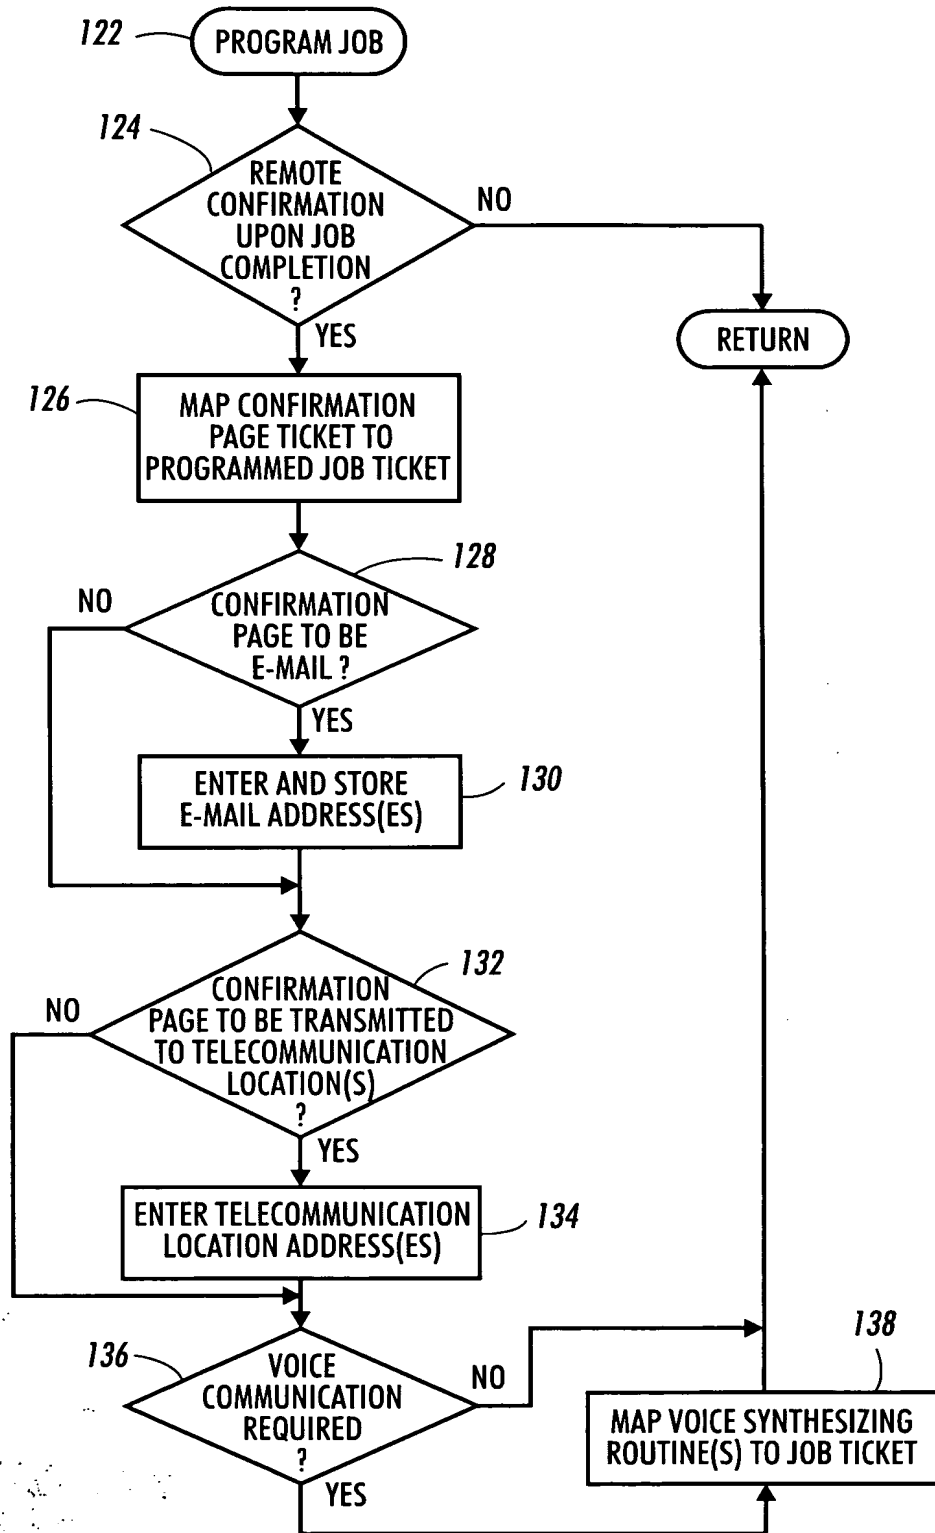 122
PROGRAM JOB
124
REMOTE
CONFIRMATION
UPON JOB
COMPLETION
?
NO
YES
RETURN
126
MAP CONFIRMATION
PAGE TICKET TO
PROGRAMMED JOB TICKET
128
NO
CONFIRMATION
PAGE TO BE
E-MAIL ?
YES
ENTER AND STORE
E-MAIL ADDRESS(ES)
130
132
NO
CONFIRMATION
PAGE TO BE TRANSMITTED
TO TELECOMMUNICATION
LOCATION(S)
?
YES
ENTER TELECOMMUNICATION
LOCATION ADDRESS(ES)
134
136
VOICE
COMMUNICATION
REQUIRED
?
NO
YES
138
MAP VOICE SYNTHESIZING
ROUTINE(S) TO JOB TICKET